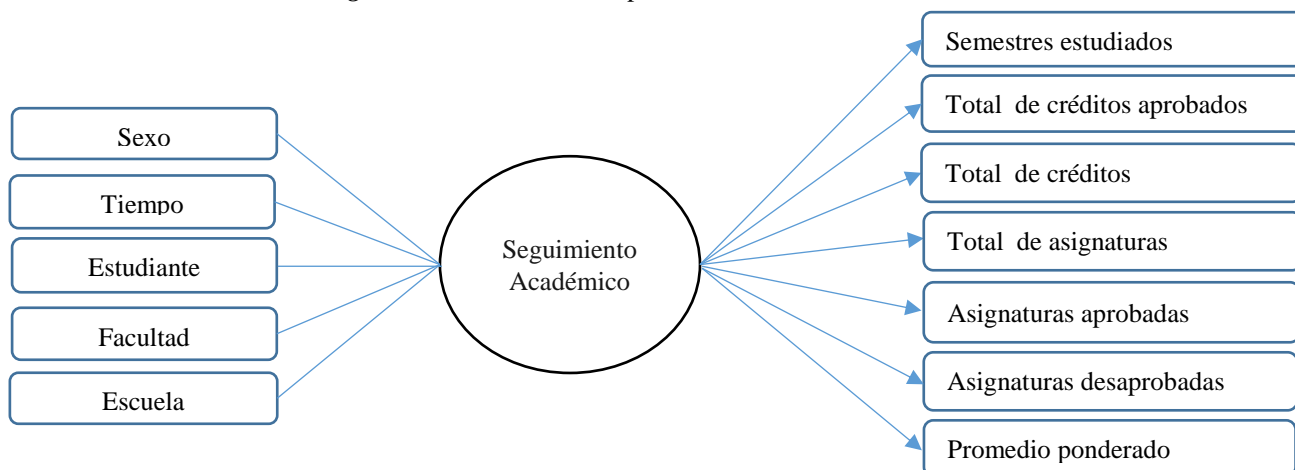 Sexo
Tiempo
Estudiante
Facultad
Escuela
Seguimiento
Académico
Semestres estudiados
Total de créditos aprobados
Total de créditos
Total de asignaturas
Asignaturas aprobadas
Asignaturas desaprobadas
Promedio ponderado